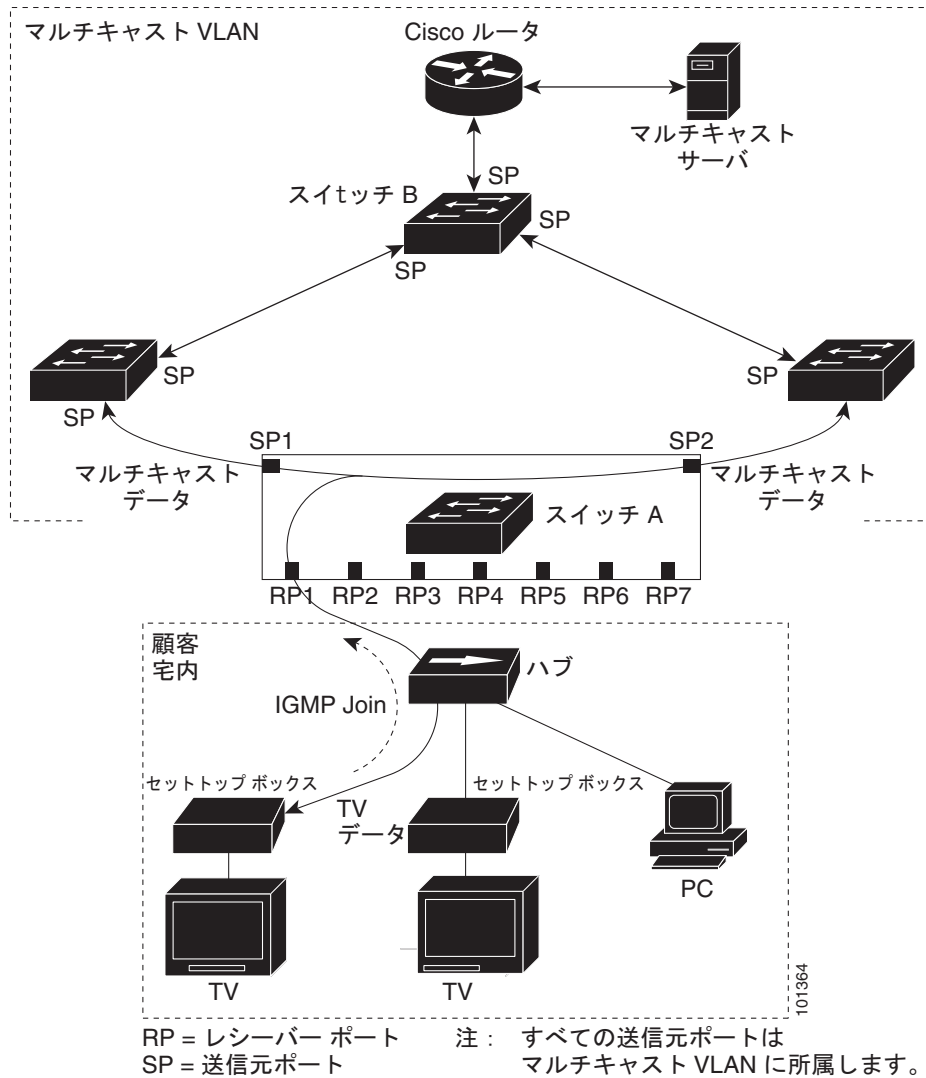 マルチキャスト VLAN
Cisco ルータ
マルチキャスト
サーバ
SP
スイtッチ B
SP
SP
SP
SP
SP
SP1
SP2
マルチキャスト
データ
マルチキャスト
データ
スイッチ A
RP1 RP2 RP3 RP4 RP5 RP6 RP7
顧客
宅内
ハブ
IGMP Join
セットトップ ボックス
セットトップ ボックス
TV
データ
PC
TV
TV
101364
RP = レシーバー ポート
SP = 送信元ポート
注： すべての送信元ポートは
マルチキャスト VLAN に所属します。